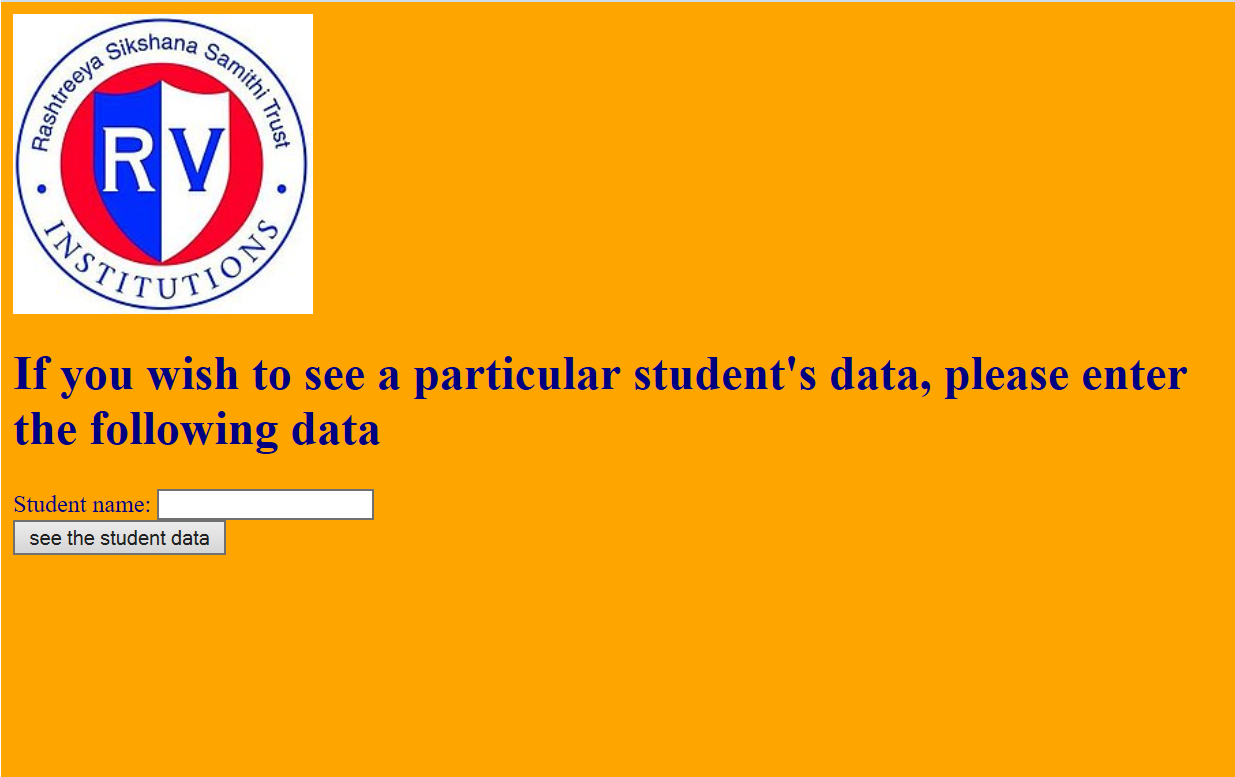 Rashtreeya Sikshana Samithi Trust
RV
INSTITUTIONS
If you wish to see a particular student's data, please enter
the following data
Student name:
see the student data